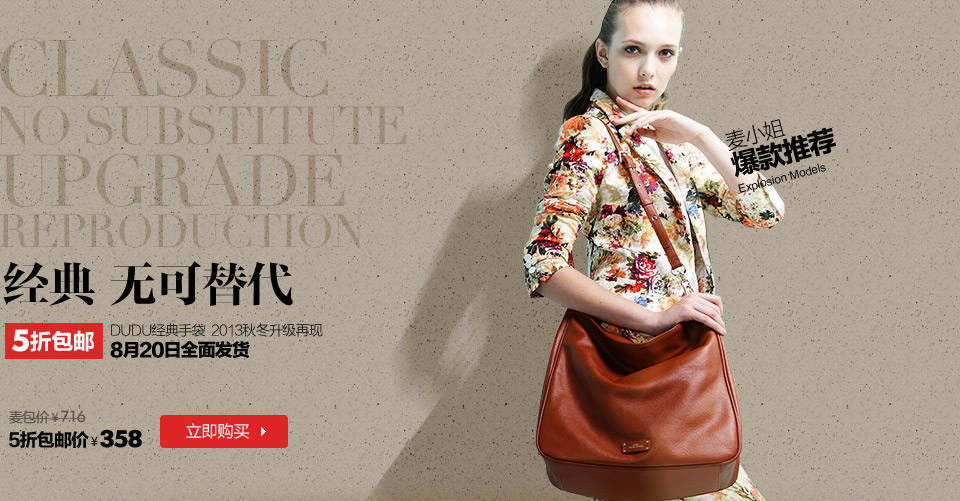 CLASSIC
NO SUBSTITUTE
UPGRADE
REPRODUCTION
经典 无可替代
5折包邮
DUDU经典手袋 2013秋冬升级再现
8月20日全面发货
麦包价¥716
5折包邮价¥358
立即购买
麦小姐
爆款推荐
Explosion Models